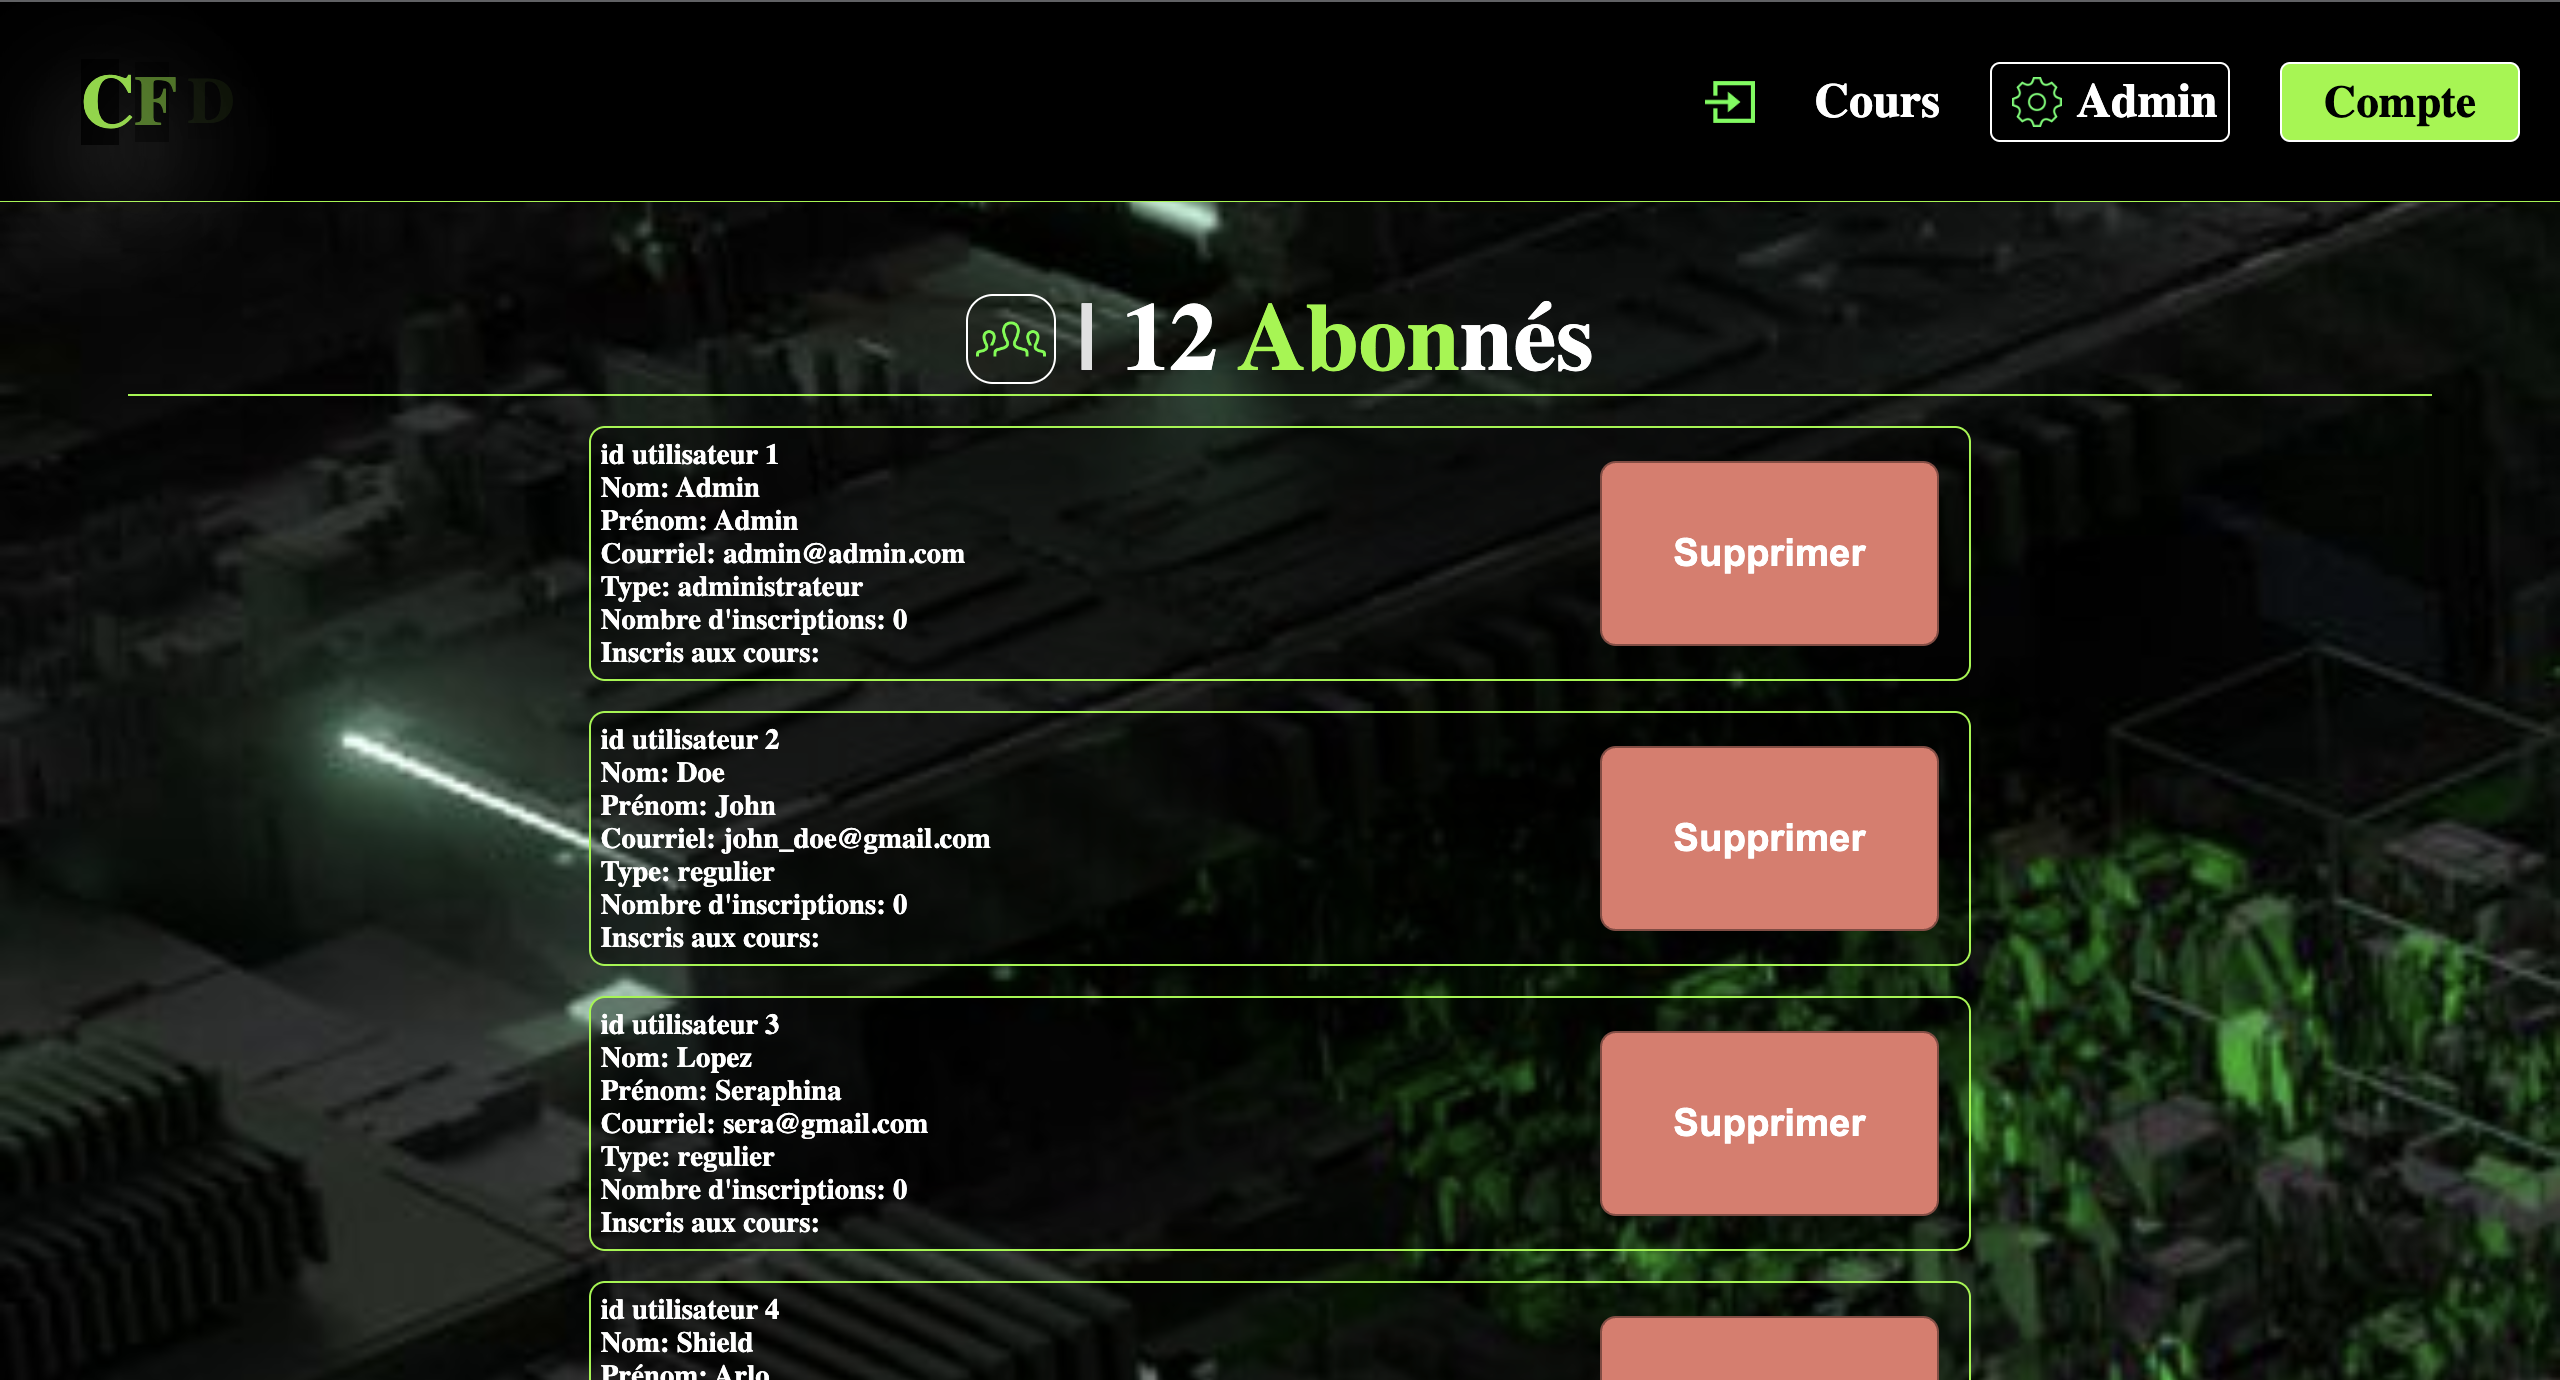 CFD
Cours
Admin
Compte
| 12 Abonnés
id utilisateur 1
Nom: Admin
Prénom: Admin
Courriel: admin@admin.com
Type: administrateur
Nombre d'inscriptions: 0
Inscris aux cours:
Supprimer
id utilisateur 2
Nom: Doe
Prénom: John
Courriel: john_doe@gmail.com
Type: regulier
Nombre d'inscriptions: 0
Inscris aux cours:
Supprimer
id utilisateur 3
Nom: Lopez
Prénom: Seraphina
Courriel: sera@gmail.com
Type: regulier
Nombre d'inscriptions: 0
Inscris aux cours:
Supprimer
id utilisateur 4
Nom: Shield
Prénom: Arlo